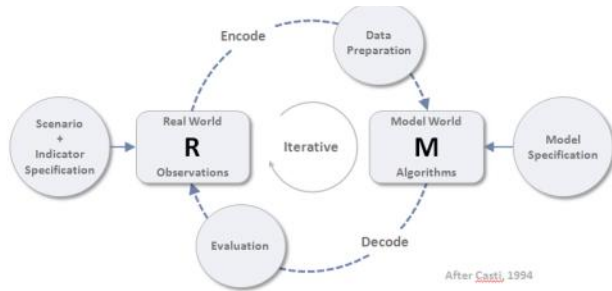 Encode
Data
Preparation
Scenario
+
Indicator
Specification
Real World
R
Observations
Iterative
Model World
M
Algorithms
Model
Specification
Evaluation
Decode
After Casti, 1994